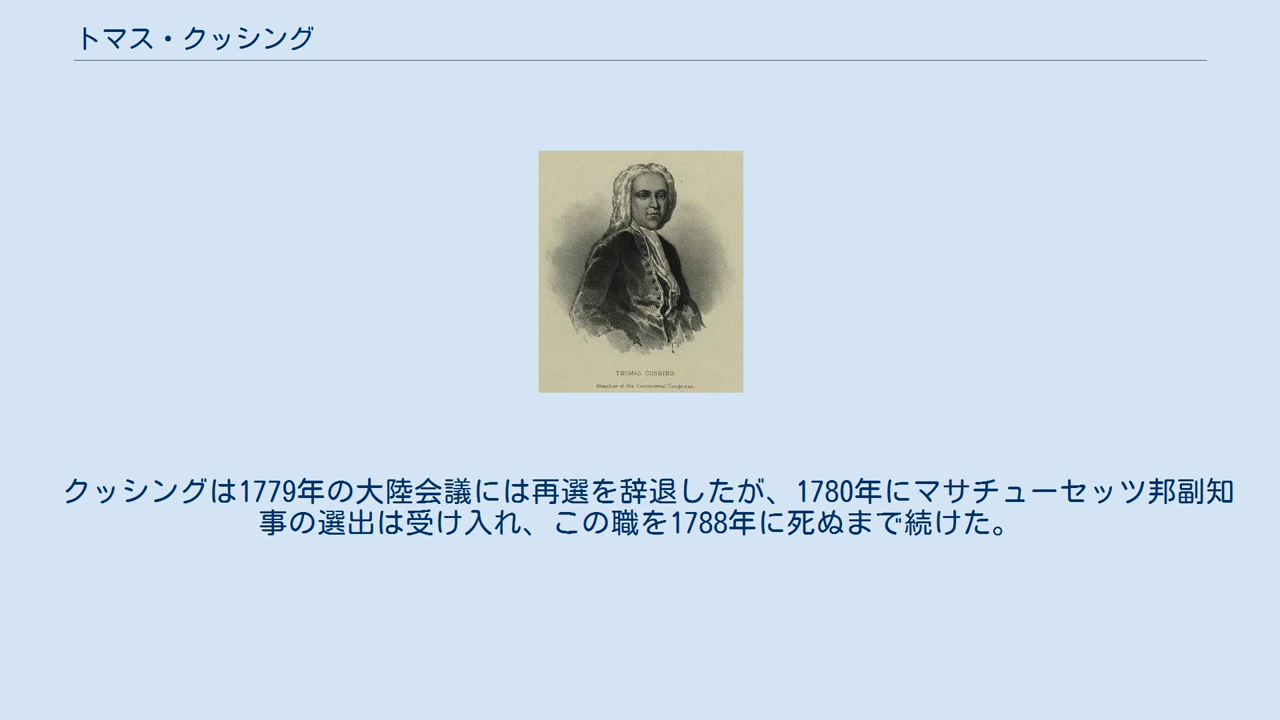 トマス・クッシング
THOMAS CUSHING.
Member of the Continental Congress.
クッシングは1779年の大陸会議には再選を辞退したが、1780年にマサチューセッツ邦副知
事の選出は受け入れ、この職を1788年に死ぬまで続けた。